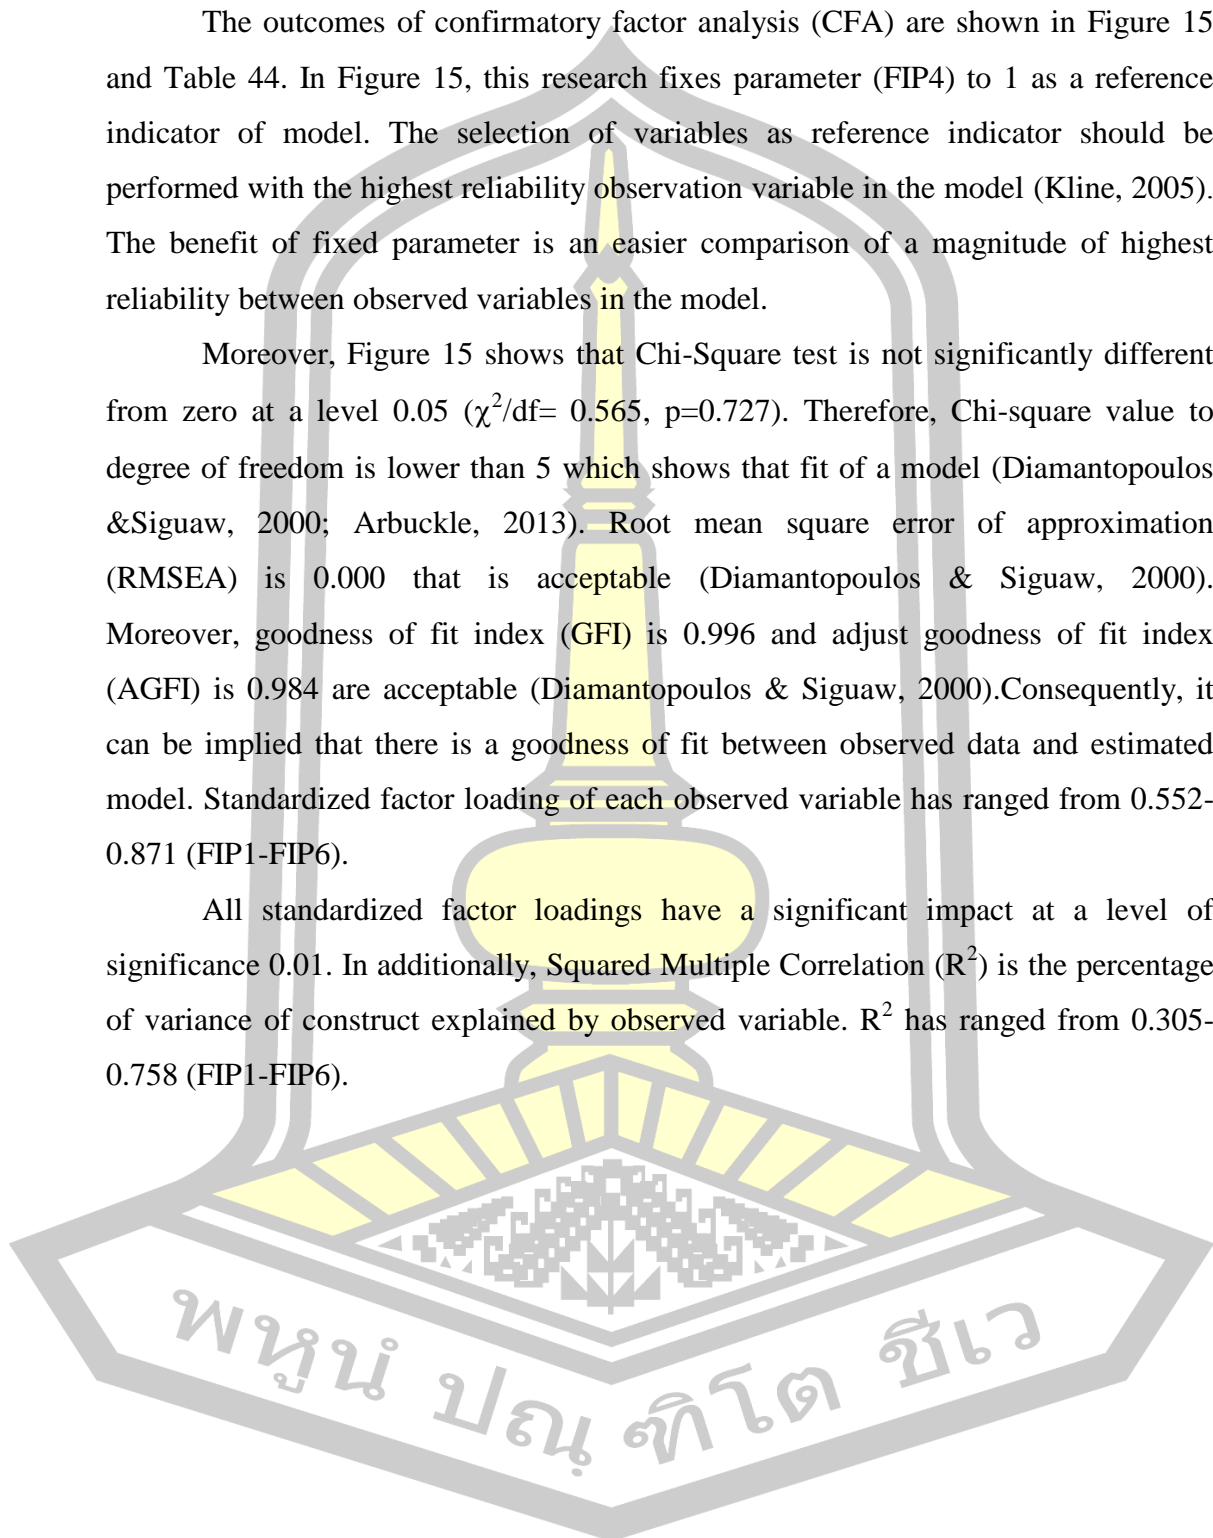 The outcomes of confirmatory factor analysis (CFA) are shown in Figure 15
and Table 44. In Figure 15, this research fixes parameter (FIP4) to 1 as a reference
indicator of model. The selection of variables as reference indicator should be
performed with the highest reliability observation variable in the model (Kline, 2005).
The benefit of fixed parameter is an easier comparison of a magnitude of highest
reliability between observed variables in the model.
Moreover, Figure 15 shows that Chi-Square test is not significantly different
from zero at a level 0.05 (χ²/df= 0.565, p=0.727). Therefore, Chi-square value to
degree of freedom is lower than 5 which shows that fit of a model (Diamantopoulos
&Siguaw, 2000; Arbuckle, 2013). Root mean square error of approximation
(RMSEA) is 0.000 that is acceptable (Diamantopoulos & Siguaw, 2000).
Moreover, goodness of fit index (GFI) is 0.996 and adjust goodness of fit index
(AGFI) is 0.984 are acceptable (Diamantopoulos & Siguaw, 2000).Consequently, it
can be implied that there is a goodness of fit between observed data and estimated
model. Standardized factor loading of each observed variable has ranged from 0.552-
0.871 (FIP1-FIP6).
All standardized factor loadings have a significant impact at a level of
significance 0.01. In additionally, Squared Multiple Correlation (R²) is the percentage
of variance of construct explained by observed variable. R² has ranged from 0.305-
0.758 (FIP1-FIP6).
พหูนํ ปณฺฑิโต ชีเว